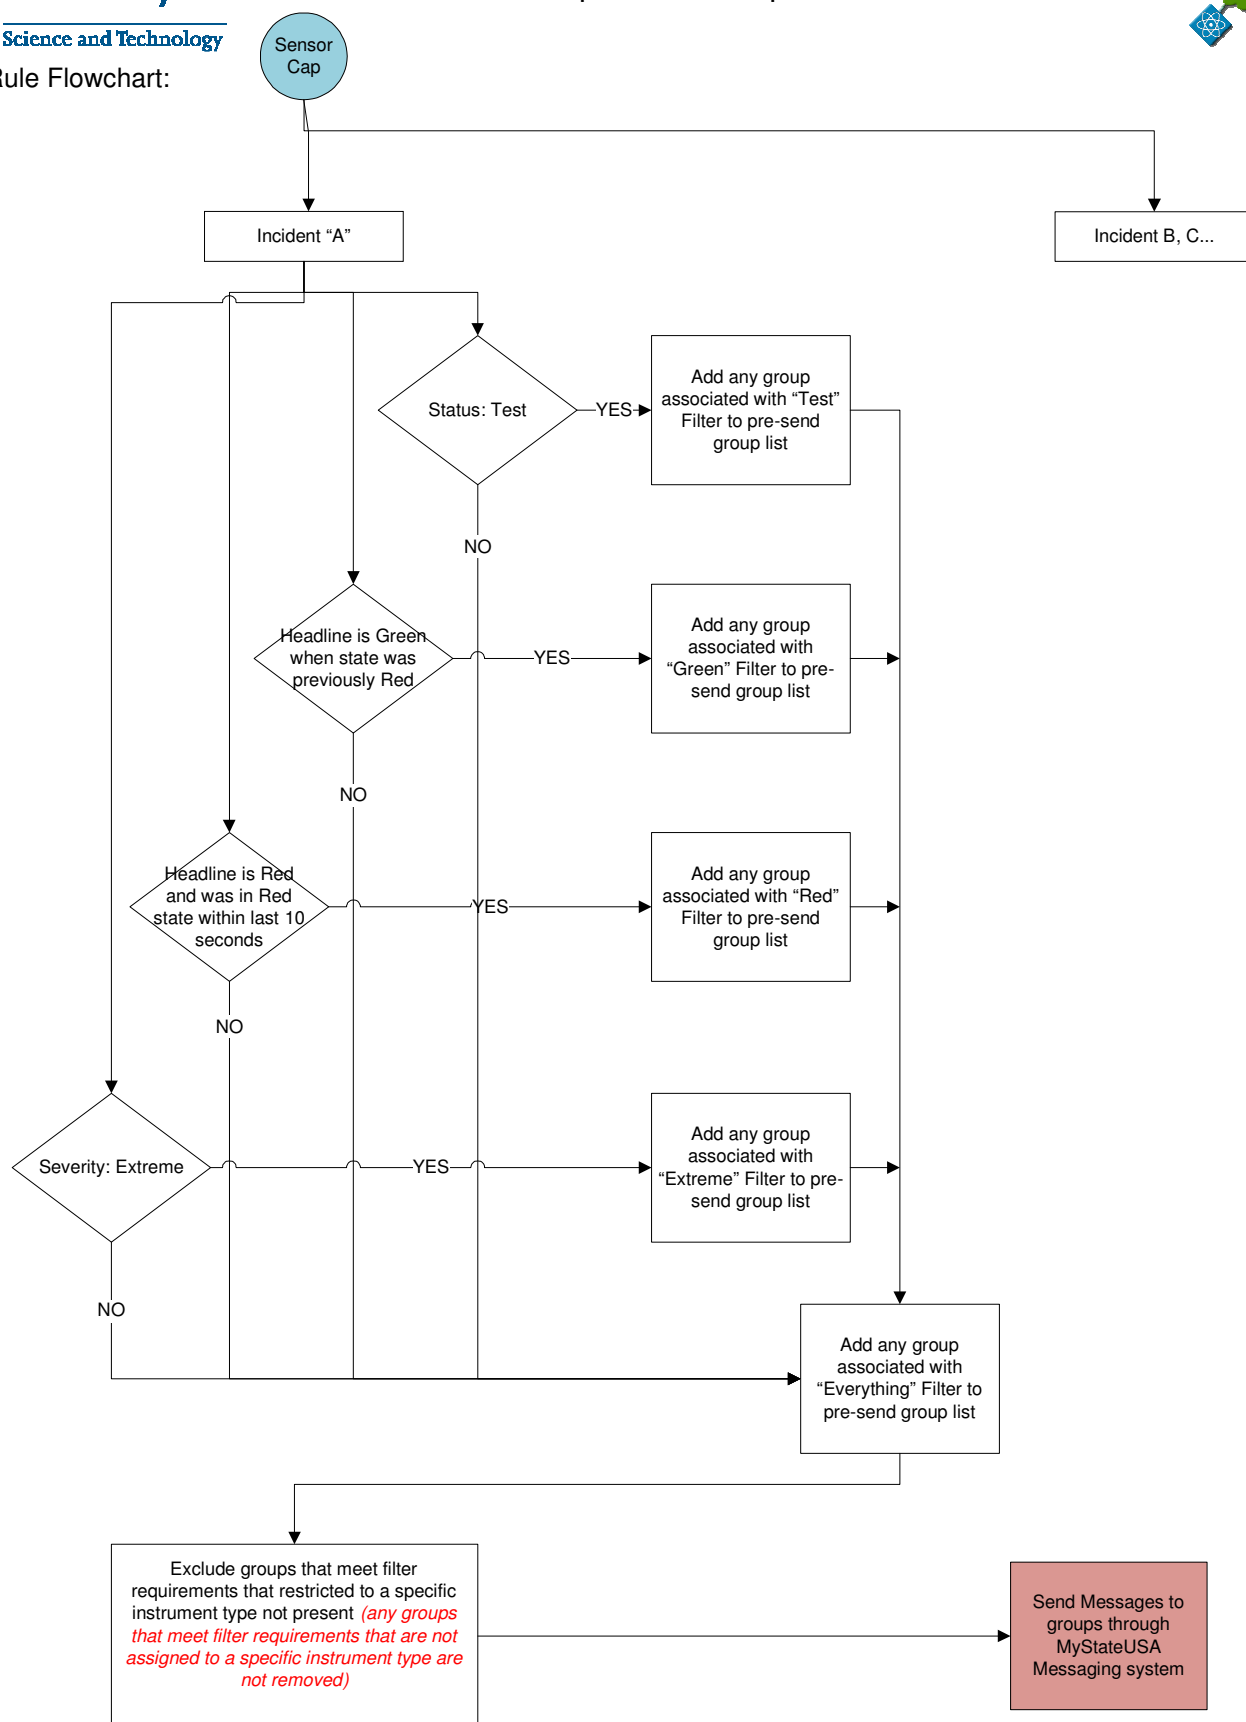 Science and Technology
Rule Flowchart:
Sensor
Cap
Incident “A”
Incident B, C...
Status: Test
YES
Add any group
associated with “Test”
Filter to pre-send
group list
NO
Headline is Green
when state was
previously Red
YES
Add any group
associated with
“Green” Filter to pre-
send group list
NO
Headline is Red
and was in Red
state within last 10
seconds
YES
Add any group
associated with “Red”
Filter to pre-send
group list
NO
Severity: Extreme
YES
Add any group
associated with
“Extreme” Filter to pre-
send group list
NO
Add any group
associated with
“Everything” Filter to
pre-send group list
Exclude groups that meet filter
requirements that restricted to a specific
instrument type not present (any groups
that meet filter requirements that are not
assigned to a specific instrument type are
not removed)
Send Messages to
groups through
MyStateUSA
Messaging system